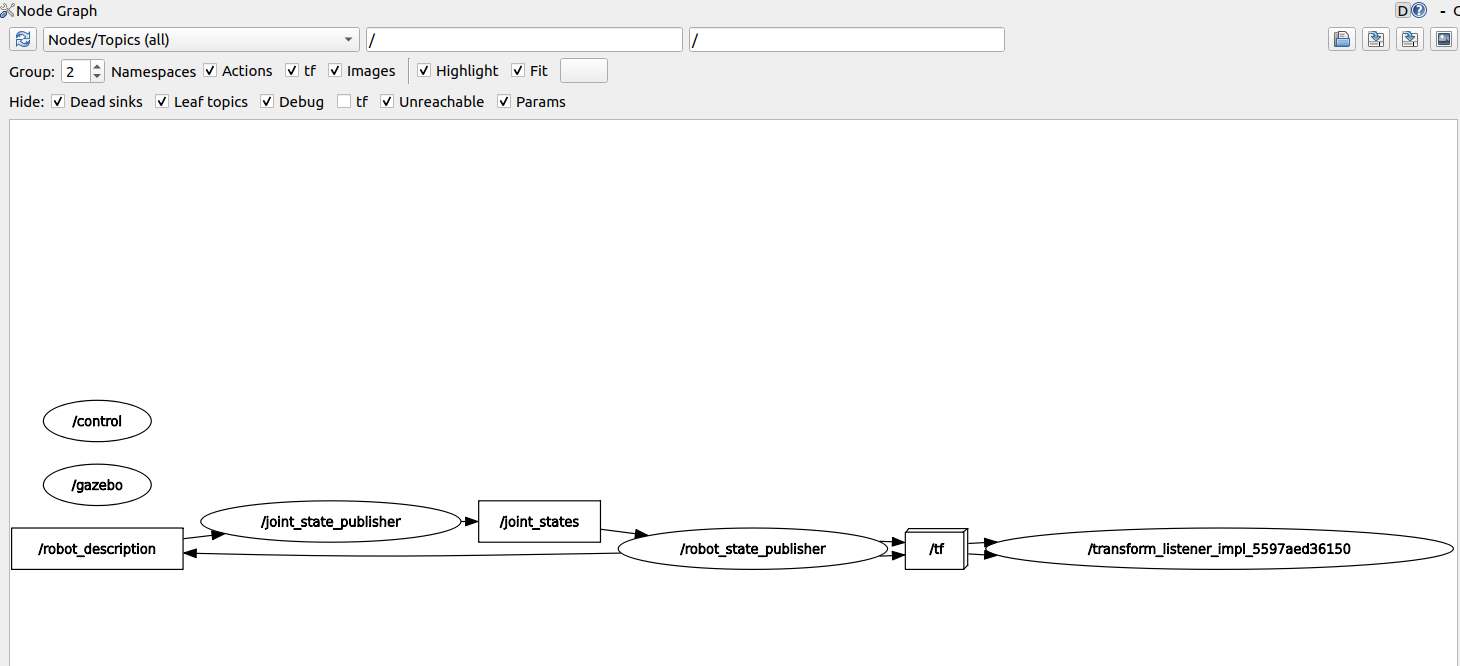 Node Graph D ? -
Nodes/Topics (all) / /
Group: 2 Namespaces Actions tf Images Highlight Fit
Hide: Dead sinks Leaf topics Debug tf Unreachable Params
/control
/gazebo
/joint_state_publisher /joint_states
/robot_description /robot_state_publisher /tf /transform_listener_impl_5597aed36150